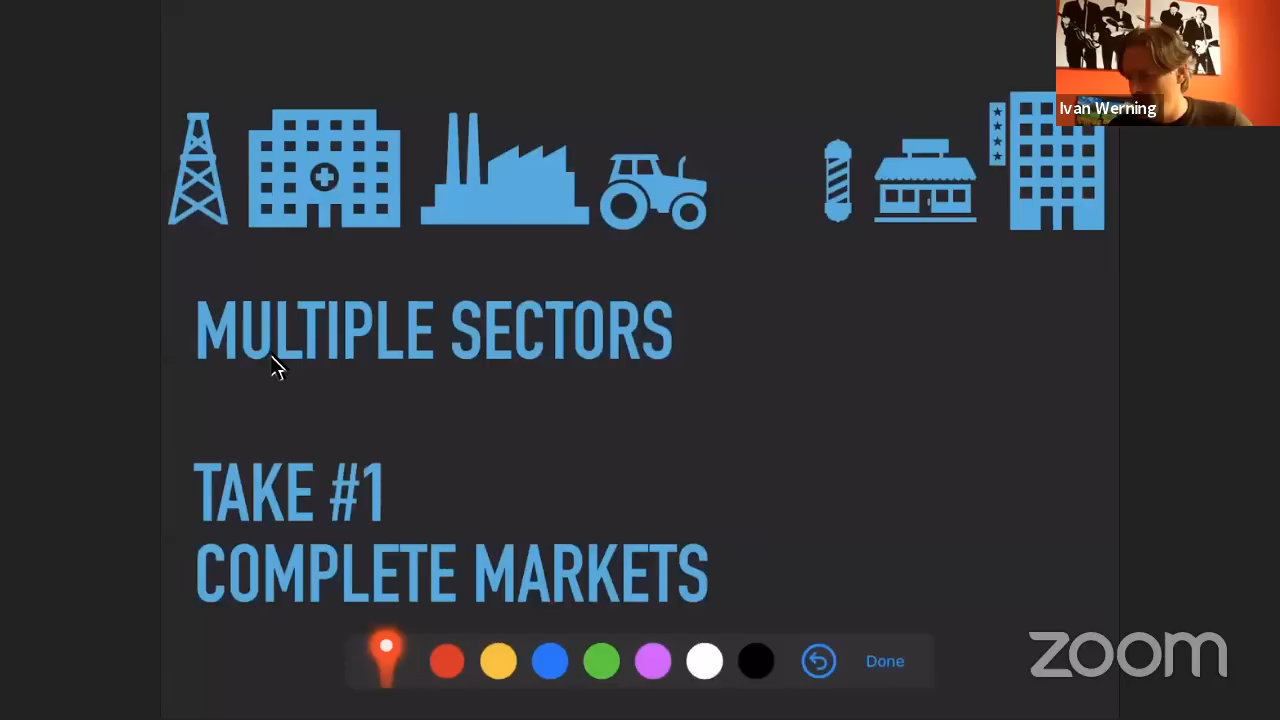 Ivan Werning
MULTIPLE SECTORS
TAKE #1
COMPLETE MARKETS
Done
zoom